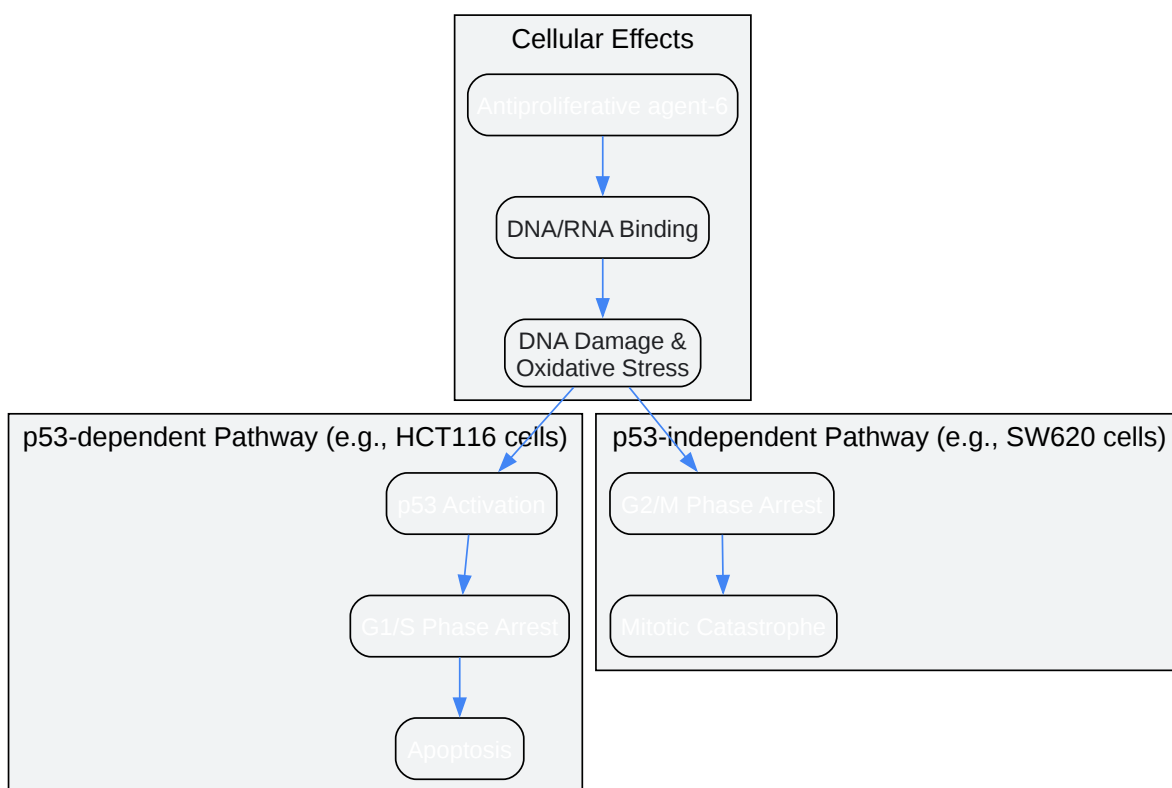 Cellular Effects
Antiproliferative agent-6
DNA/RNA Binding
DNA Damage &
Oxidative Stress
p53-dependent Pathway (e.g., HCT116 cells)
p53 Activation
G1/S Phase Arrest
Apoptosis
p53-independent Pathway (e.g., SW620 cells)
G2/M Phase Arrest
Mitotic Catastrophe